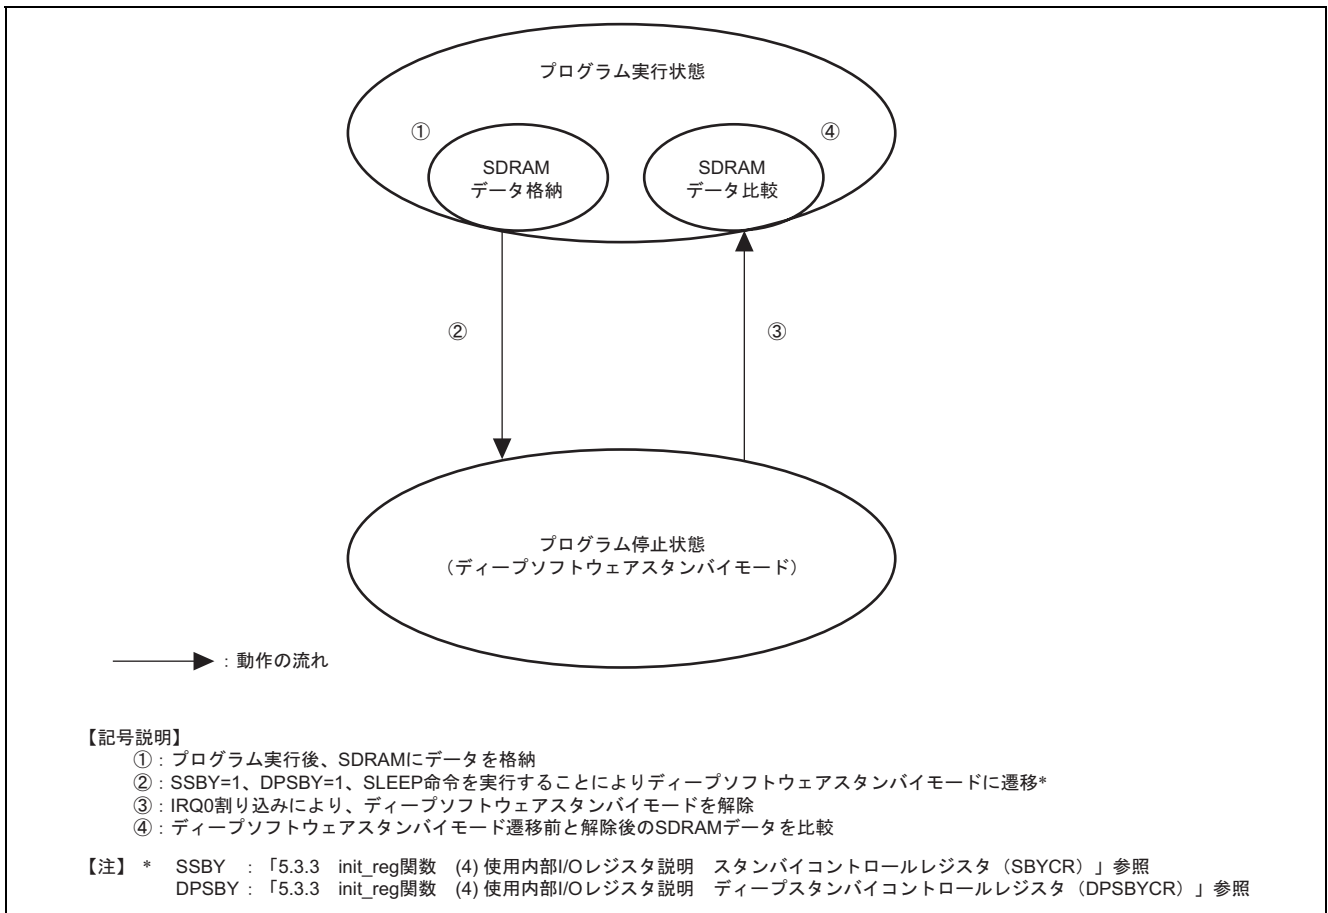 プログラム実行状態
①
④
SDRAM
データ格納
SDRAM
データ比較
②
③
プログラム停止状態
（ディープソフトウェアスタンバイモード）
：動作の流れ
【記号説明】
①：プログラム実行後、SDRAMにデータを格納
②：SSBY=1、DPSBY=1、SLEEP命令を実行することによりディープソフトウェアスタンバイモードに遷移*
③：IRQ0割り込みにより、ディープソフトウェアスタンバイモードを解除
④：ディープソフトウェアスタンバイモード遷移前と解除後のSDRAMデータを比較
【注】 * SSBY ：「5.3.3 init_reg関数 (4) 使用内部I/Oレジスタ説明 スタンバイコントロールレジスタ（SBYCR）」参照
DPSBY：「5.3.3 init_reg関数 (4) 使用内部I/Oレジスタ説明 ディープスタンバイコントロールレジスタ（DPSBYCR）」参照